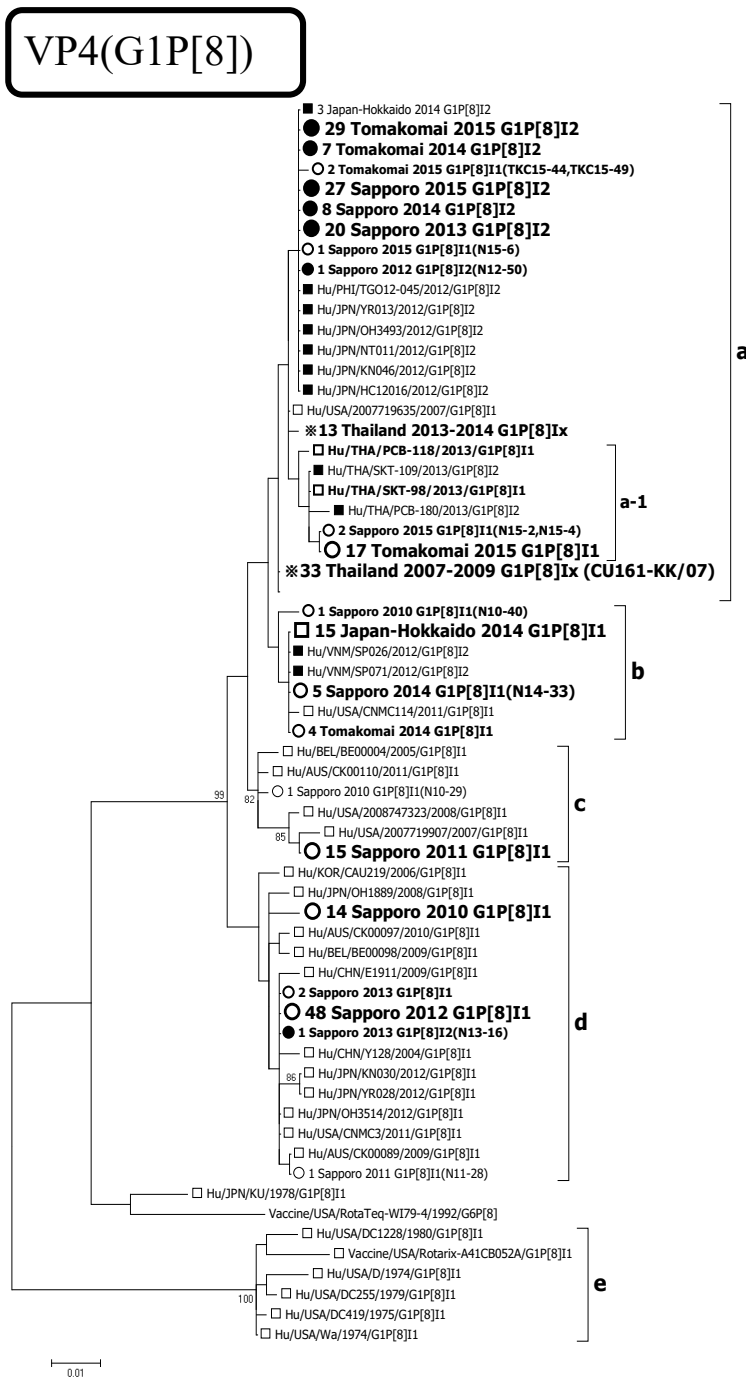 VP4(G1P[8])
3 Japan-Hokkaido 2014 G1P[8]I2
29 Tomakomai 2015 G1P[8]I2
7 Tomakomai 2014 G1P[8]I2
2 Tomakomai 2015 G1P[8]I1(TKC15-44,TKC15-49)
27 Sapporo 2015 G1P[8]I2
8 Sapporo 2014 G1P[8]I2
20 Sapporo 2013 G1P[8]I2
1 Sapporo 2015 G1P[8]I1(N15-6)
1 Sapporo 2012 G1P[8]I2(N12-50)
Hu/PHI/TGO12-045/2012/G1P[8]I2
Hu/JPN/YR013/2012/G1P[8]I2
Hu/JPN/OH3493/2012/G1P[8]I2
Hu/JPN/NT011/2012/G1P[8]I2
a
Hu/JPN/KN046/2012/G1P[8]I2
Hu/JPN/HC12016/2012/G1P[8]I2
Hu/USA/2007719635/2007/G1P[8]I1
※13 Thailand 2013-2014 G1P[8]Ix
Hu/THA/PCB-118/2013/G1P[8]I1
Hu/THA/SKT-109/2013/G1P[8]I2
Hu/THA/SKT-98/2013/G1P[8]I1
a-1
Hu/THA/PCB-180/2013/G1P[8]I2
2 Sapporo 2015 G1P[8]I1(N15-2,N15-4)
17 Tomakomai 2015 G1P[8]I1
※33 Thailand 2007-2009 G1P[8]Ix (CU161-KK/07)
1 Sapporo 2010 G1P[8]I1(N10-40)
15 Japan-Hokkaido 2014 G1P[8]I1
Hu/VNM/SP026/2012/G1P[8]I2
Hu/VNM/SP071/2012/G1P[8]I2
b
5 Sapporo 2014 G1P[8]I1(N14-33)
Hu/USA/CNMC114/2011/G1P[8]I1
4 Tomakomai 2014 G1P[8]I1
Hu/BEL/BE00004/2005/G1P[8]I1
Hu/AUS/CK00110/2011/G1P[8]I1
1 Sapporo 2010 G1P[8]I1(N10-29)
99
82
c
Hu/USA/2008747323/2008/G1P[8]I1
Hu/USA/2007719907/2007/G1P[8]I1
85
15 Sapporo 2011 G1P[8]I1
Hu/KOR/CAU219/2006/G1P[8]I1
Hu/JPN/OH1889/2008/G1P[8]I1
14 Sapporo 2010 G1P[8]I1
Hu/AUS/CK00097/2010/G1P[8]I1
Hu/BEL/BE00098/2009/G1P[8]I1
Hu/CHN/E1911/2009/G1P[8]I1
2 Sapporo 2013 G1P[8]I1
48 Sapporo 2012 G1P[8]I1
d
1 Sapporo 2013 G1P[8]I2(N13-16)
Hu/CHN/Y128/2004/G1P[8]I1
86
Hu/JPN/KN030/2012/G1P[8]I1
Hu/JPN/YR028/2012/G1P[8]I1
Hu/JPN/OH3514/2012/G1P[8]I1
Hu/USA/CNMC3/2011/G1P[8]I1
Hu/AUS/CK00089/2009/G1P[8]I1
1 Sapporo 2011 G1P[8]I1(N11-28)
Hu/JPN/KU/1978/G1P[8]I1
Vaccine/USA/RotaTeq-WI79-4/1992/G6P[8]
Hu/USA/DC1228/1980/G1P[8]I1
Vaccine/USA/Rotarix-A41CB052A/G1P[8]I1
Hu/USA/D/1974/G1P[8]I1
e
Hu/USA/DC255/1979/G1P[8]I1
100
Hu/USA/DC419/1975/G1P[8]I1
Hu/USA/Wa/1974/G1P[8]I1
0.01